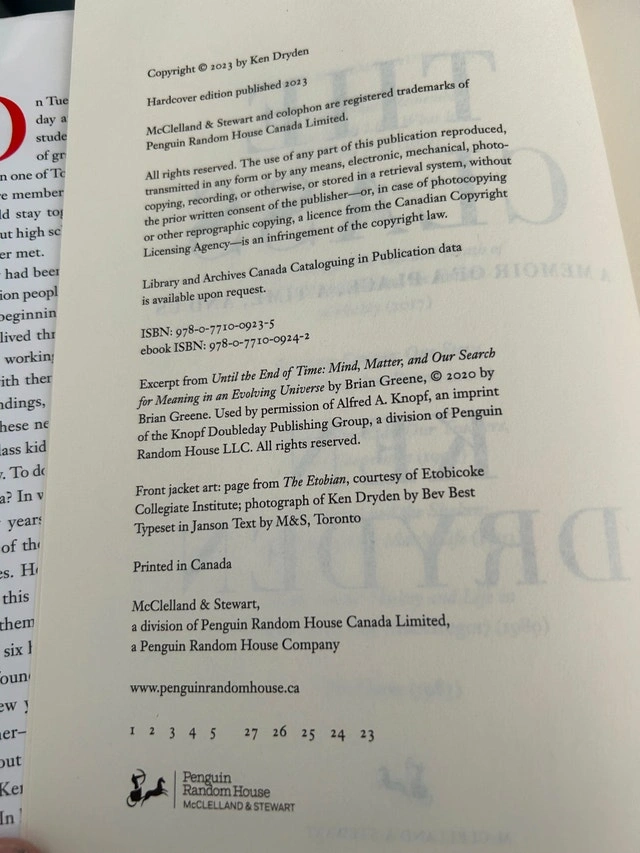 Copyright © 2023 by Ken Dryden
Hardcover edition published 2023
McClelland & Stewart and colophon are registered trademarks of
Penguin Random House Canada Limited.
All rights reserved. The use of any part of this publication reproduced,
transmitted in any form or by any means, electronic, mechanical, photo-
copying, recording, or otherwise, or stored in a retrieval system, without
the prior written consent of the publisher—or, in case of photocopying
or other reprographic copying, a licence from the Canadian Copyright
Licensing Agency—is an infringement of the copyright law.
Library and Archives Canada Cataloguing in Publication data
is available upon request.
ISBN: 978-0-7710-0923-5
ebook ISBN: 978-0-7710-0924-2
Excerpt from Until the End of Time: Mind, Matter, and Our Search
for Meaning in an Evolving Universe by Brian Greene, © 2020 by
Brian Greene. Used by permission of Alfred A. Knopf, an imprint
of the Knopf Doubleday Publishing Group, a division of Penguin
Random House LLC. All rights reserved.
Front jacket art: page from The Etobian, courtesy of Etobicoke
Collegiate Institute; photograph of Ken Dryden by Bev Best
Typeset in Janson Text by M&S, Toronto
Printed in Canada
McClelland & Stewart,
a division of Penguin Random House Canada Limited,
a Penguin Random House Company
www.penguinrandomhouse.ca
1 2 3 4 5 27 26 25 24 23
Penguin
Random House
McCLELLAND & STEWART